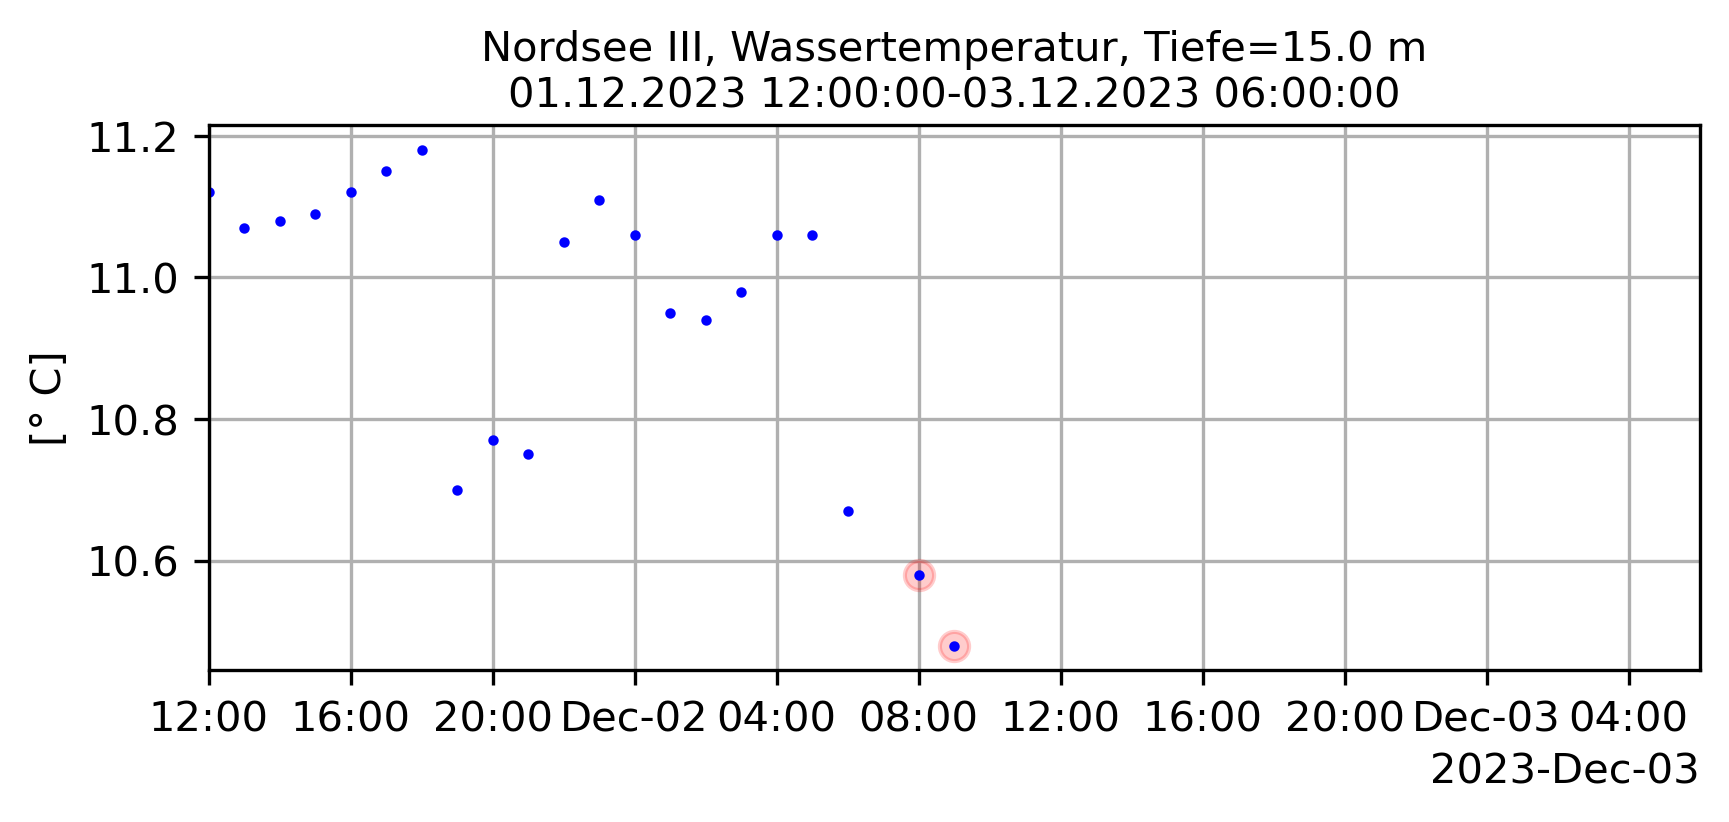 Nordsee III, Wassertemperatur, Tiefe=15.0 m
01.12.2023 12:00:00-03.12.2023 06:00:00
11.2
11.0
10.8
10.6
[° C]
12:00 16:00 20:00 Dec-02 04:00 08:00 12:00 16:00 20:00 Dec-03 04:00
2023-Dec-03